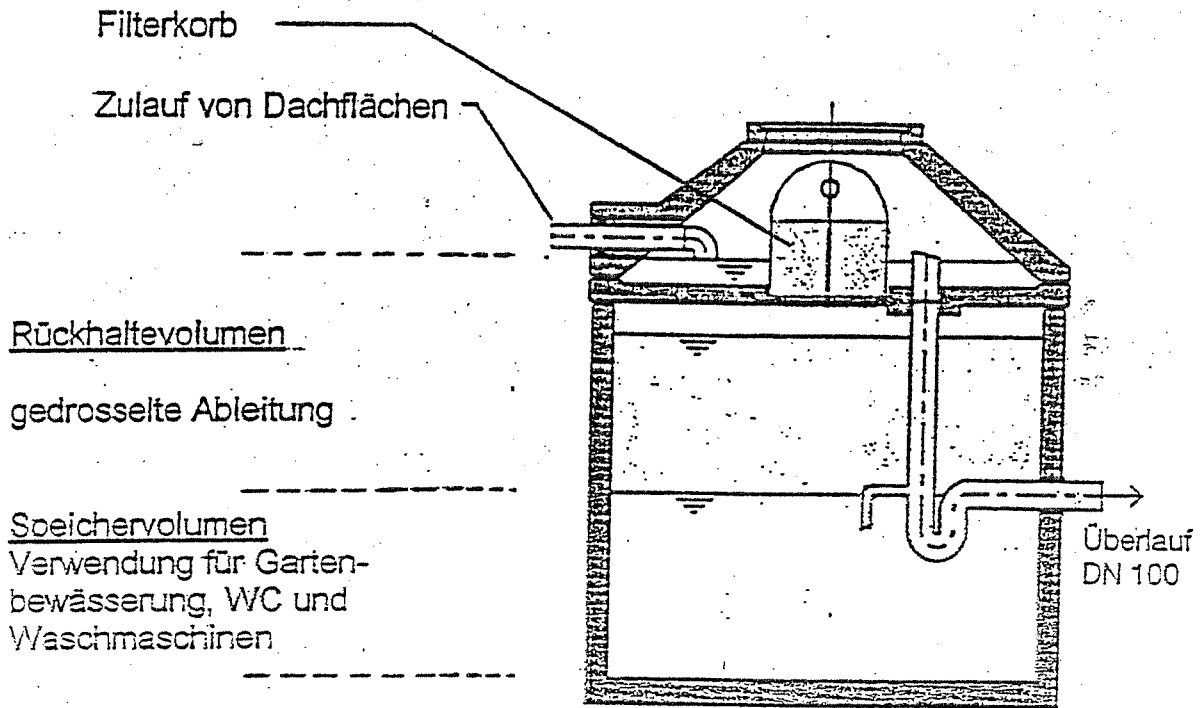 Filterkorb
Zulauf von Dachflächen
Rückhaltevolumen
gedrosselte Ableitung
Speichervolumen
Verwendung für Garten-
bewässerung, WC und
Waschmaschinen
Überlauf
DN 100